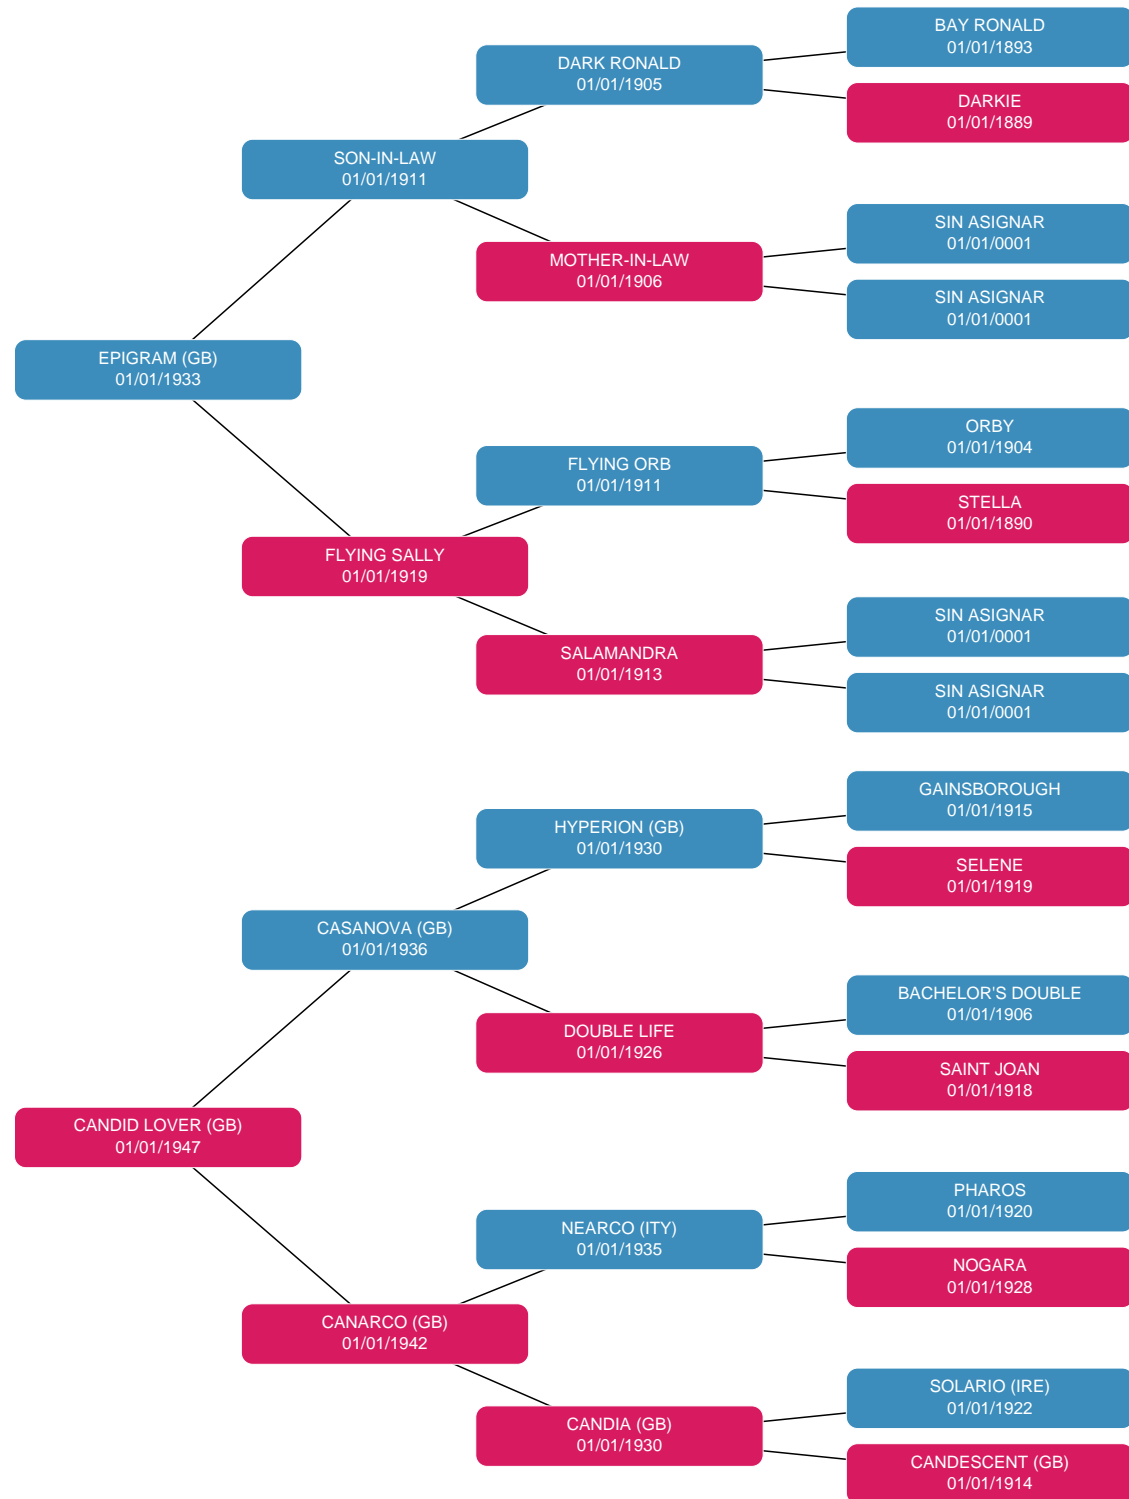 BAY RONALD
01/01/1893
DARK RONALD
01/01/1905
DARKIE
01/01/1889
SON-IN-LAW
01/01/1911
SIN ASIGNAR
01/01/0001
MOTHER-IN-LAW
01/01/1906
SIN ASIGNAR
01/01/0001
EPIGRAM (GB)
01/01/1933
ORBY
01/01/1904
FLYING ORB
01/01/1911
STELLA
01/01/1890
FLYING SALLY
01/01/1919
SIN ASIGNAR
01/01/0001
SALAMANDRA
01/01/1913
SIN ASIGNAR
01/01/0001
GAINSBOROUGH
01/01/1915
HYPERION (GB)
01/01/1930
SELENE
01/01/1919
CASANOVA (GB)
01/01/1936
BACHELOR'S DOUBLE
01/01/1906
DOUBLE LIFE
01/01/1926
SAINT JOAN
01/01/1918
CANDID LOVER (GB)
01/01/1947
PHAROS
01/01/1920
NEARCO (ITY)
01/01/1935
NOGARA
01/01/1928
CANARCO (GB)
01/01/1942
SOLARIO (IRE)
01/01/1922
CANDIA (GB)
01/01/1930
CANDESCENT (GB)
01/01/1914